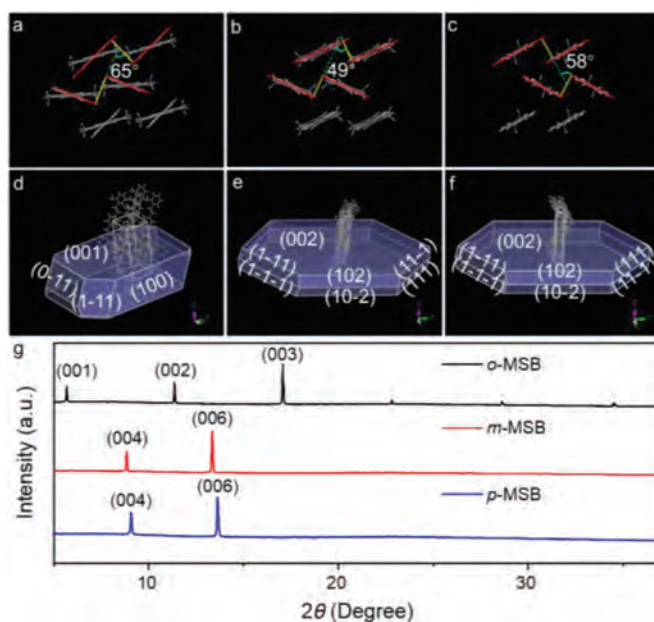 a
65°
b
49°
c
58°
d
(001)
(0-11)
(1-11)
(100)
e
(002)
(1-11)
(1-1-1)
(102)
(10-2)
(11-1)
(111)
f
(002)
(1-11)
(1-1-1)
(102)
(10-2)
g
(001)
(002)
(003)
o-MSB
(004)
(006)
m-MSB
(004)
(006)
p-MSB
Intensity (a.u.)
10
20
30
2θ (Degree)